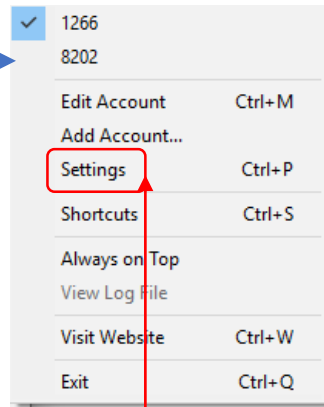 1266
8202
Edit Account Ctrl+M
Add Account...
Settings Ctrl+P
Shortcuts Ctrl+S
Always on Top
View Log File
Visit Website Ctrl+W
Exit Ctrl+Q